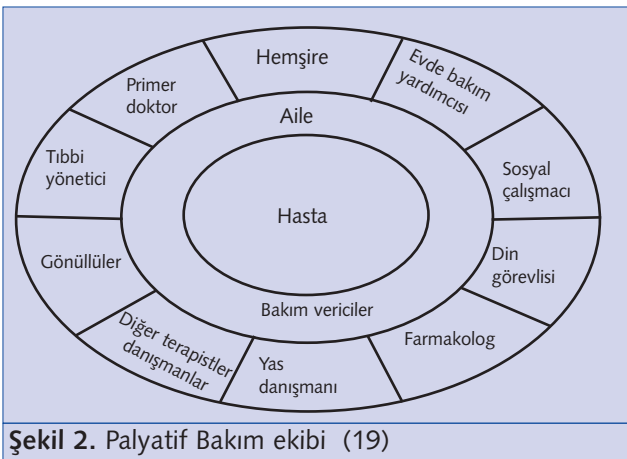 Hemşire
Evde bakım
yardımcısı
Primer
doktor
Aile
Tıbbi
yönetici
Sosyal
çalışmacı
Hasta
Gönüllüler
Din
görevlisi
Bakım vericiler
Diğer terapistler
danışmanlar
Yas
danışmanı
Farmakolog
Şekil 2. Palyatif Bakım ekibi (19)